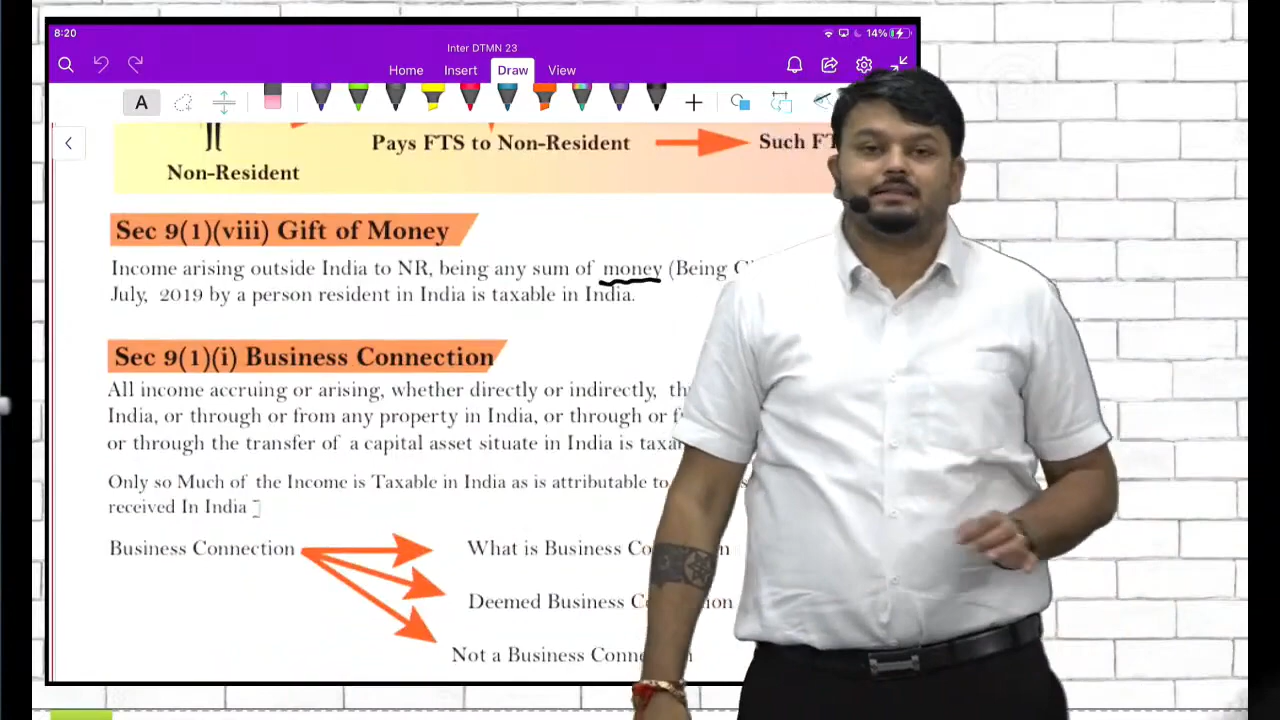 8:20
14%
Inter DTMN 23
Home Insert Draw View
A
Pays FTS to Non-Resident
Such
Non-Resident
Sec 9(1)(viii) Gift of Money
Income arising outside India to NR, being any sum of money (Being
July, 2019 by a person resident in India is taxable in India.
Sec 9(1)(i) Business Connection
All income accruing or arising, whether directly or indirectly,
India, or through or from any property in India, or through or
or through the transfer of a capital asset situate in India is
Only so Much of the Income is Taxable in India as is attributable to
received In India
Business Connection
What is Business
Deemed Business
Not a Business